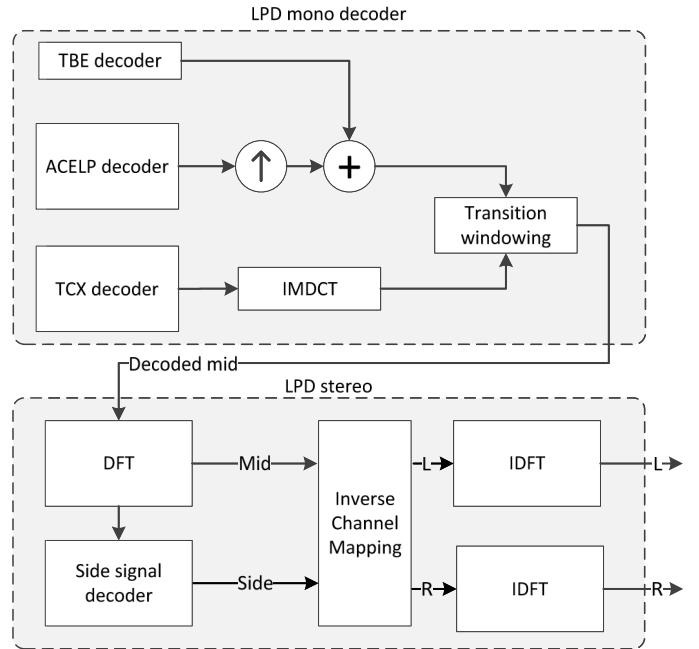 LPD mono decoder
TBE decoder
ACELP decoder
↑
+
Transition
windowing
TCX decoder
IMDCT
Decoded mid
LPD stereo
DFT
Mid
Inverse
Channel
Mapping
L
IDFT
L
Side signal
decoder
Side
R
IDFT
R